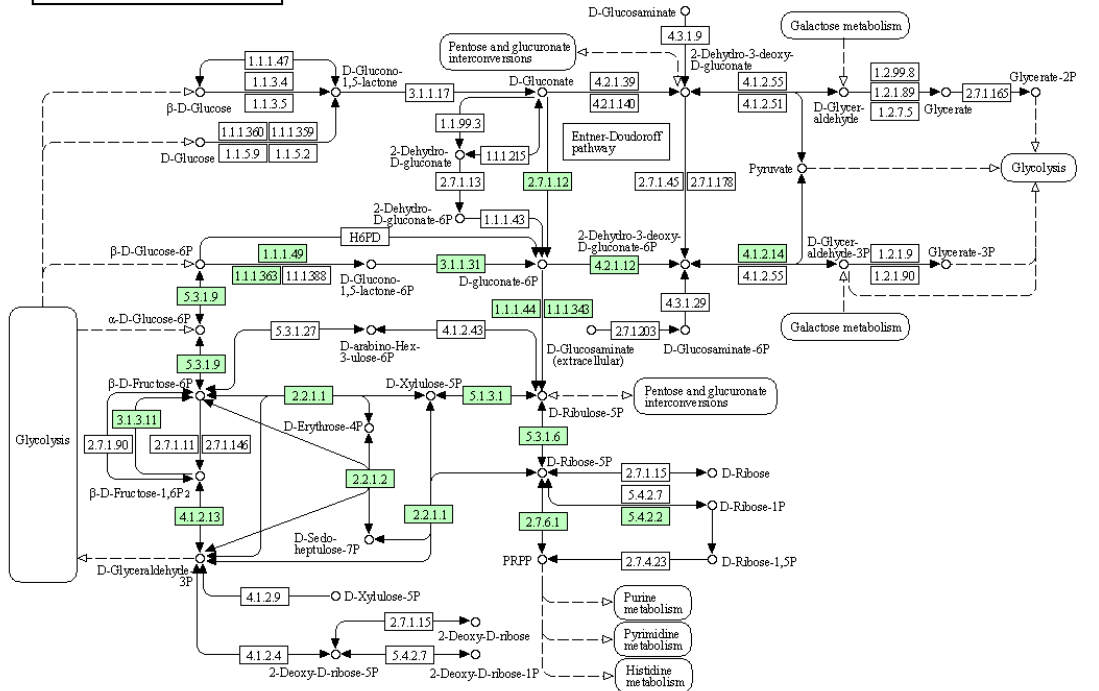 D-Glucosaminate
Galactose metabolism
4.3.1.9
Pentose and glucuronate
interconversions
2-Dehydro-3-deoxy-
D-gluconate
1.1.1.47
1.1.3.4
1.1.3.5
β-D-Glucose
D-Glucono-
1,5-lactone
3.1.1.17
D-Gluconate
4.2.1.39
4.2.1.140
4.1.2.55
4.1.2.51
D-Glycer-
aldehyde
1.2.99.8
1.2.1.89
1.2.7.5
Glycerate
2.7.1.165
Glycerate-2P
1.1.1.360
1.1.1.359
1.1.5.9
1.1.5.2
D-Glucose
1.1.99.3
2-Dehydro-
D-gluconate
1.1.1.215
Entner-Doudoroff
pathway
2.7.1.13
2.7.1.12
2.7.1.45
2.7.1.178
Pyruvate
Glycolysis
2-Dehydro-
D-gluconate-6P
1.1.1.43
H6PD
β-D-Glucose-6P
1.1.1.49
1.1.1.363
1.1.1.388
D-Glucono-
1,5-lactone-6P
3.1.1.31
D-gluconate-6P
2-Dehydro-3-deoxy-
D-gluconate-6P
4.2.1.12
4.1.2.14
4.1.2.55
D-Glycer-
aldehyde-3P
1.2.1.9
1.2.1.90
Glycerate-3P
5.3.1.9
1.1.1.44
1.1.1.343
4.3.1.29
α-D-Glucose-6P
5.3.1.27
D-arabino-Hex-
3-ulose-6P
4.1.2.43
2.7.1.203
D-Glucosaminate
(extracellular)
D-Glucosaminate-6P
Galactose metabolism
5.3.1.9
β-D-Fructose-6P
2.2.1.1
D-Xylulose-5P
5.1.3.1
D-Ribulose-5P
Pentose and glucuronate
interconversions
3.1.3.11
2.7.1.90
2.7.1.11
2.7.1.146
D-Erythrose-4P
5.3.1.6
Glycolysis
2.2.1.2
D-Ribose-5P
2.7.1.15
D-Ribose
β-D-Fructose-1,6P2
5.4.2.7
5.4.2.2
D-Ribose-1P
4.1.2.13
2.2.1.1
2.7.6.1
D-Sedo-
heptulose-7P
D-Glyceraldehyde-
3P
PRPP
2.7.4.23
D-Ribose-1,5P
4.1.2.9
D-Xylulose-5P
Purine
metabolism
2.7.1.15
2-Deoxy-D-ribose
Pyrimidine
metabolism
4.1.2.4
2-Deoxy-D-ribose-5P
5.4.2.7
2-Deoxy-D-ribose-1P
Histidine
metabolism